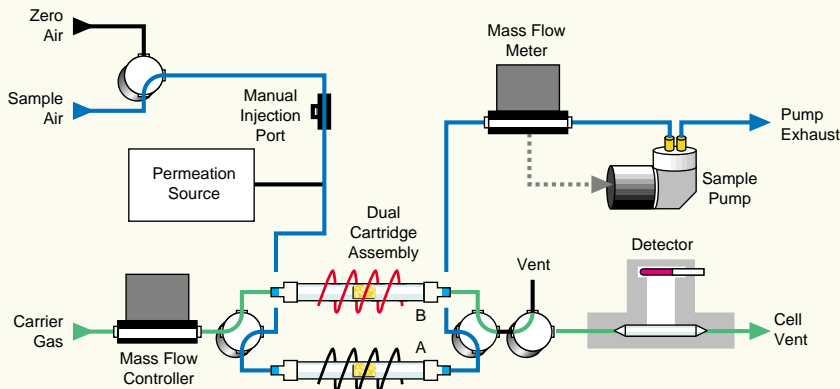 Zero
Air
Sample
Air
Manual
Injection
Port
Permeation
Source
Mass Flow
Meter
Pump
Exhaust
Sample
Pump
Dual
Cartridge
Assembly
Vent
Detector
B
A
Carrier
Gas
Mass Flow
Controller
Cell
Vent